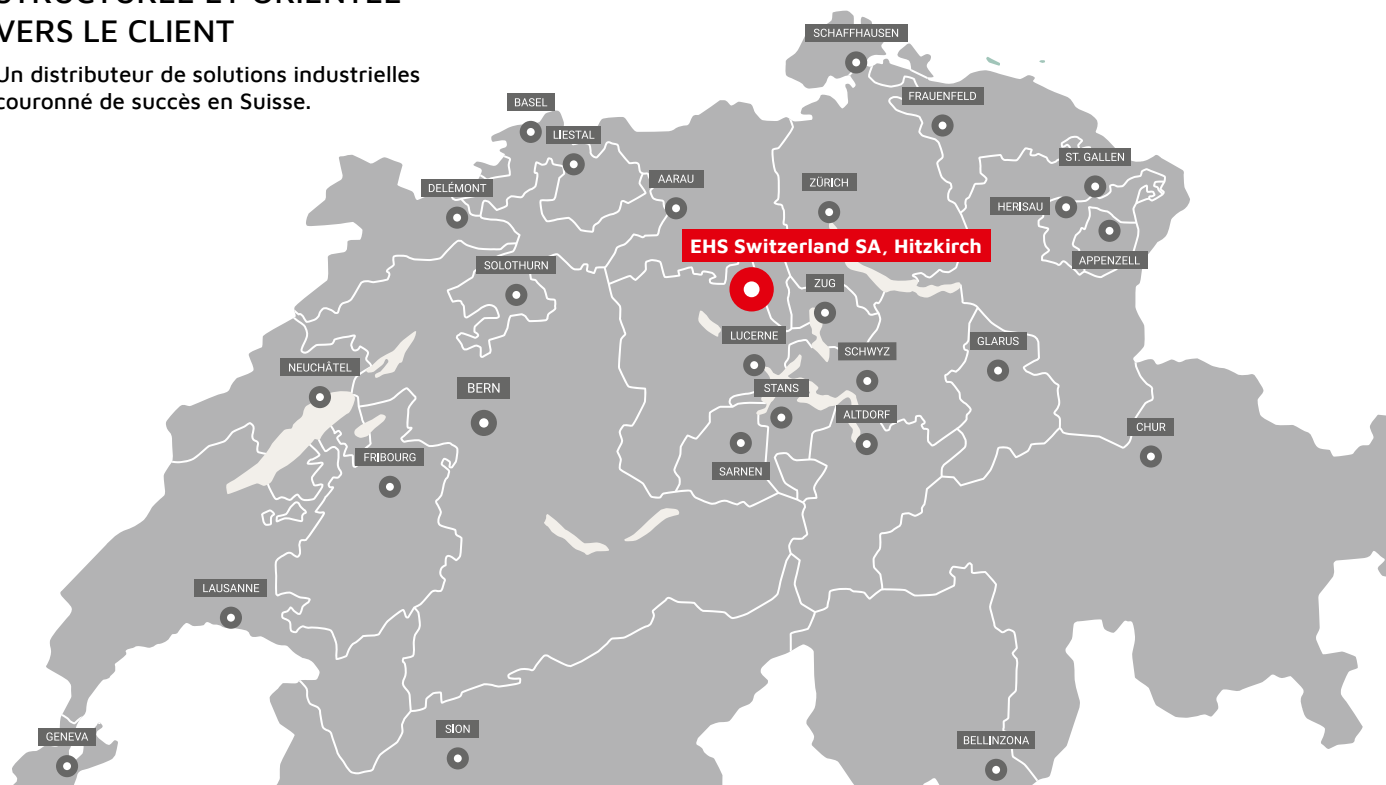 VERS LE CLIENT
Un distributeur de solutions industrielles
couronné de succès en Suisse.
SCHAFFHAUSEN
FRAUENFELD
BASEL
LIESTAL
ST. GALLEN
AARAU
ZÜRICH
DELÉMONT
HERISAU
EHS Switzerland SA, Hitzkirch
APPENZELL
SOLOTHURN
ZUG
LUCERNE
GLARUS
SCHWYZ
NEUCHÂTEL
BERN
STANS
ALTDORF
CHUR
FRIBOURG
SARNEN
LAUSANNE
SION
GENEVA
BELLINZONA